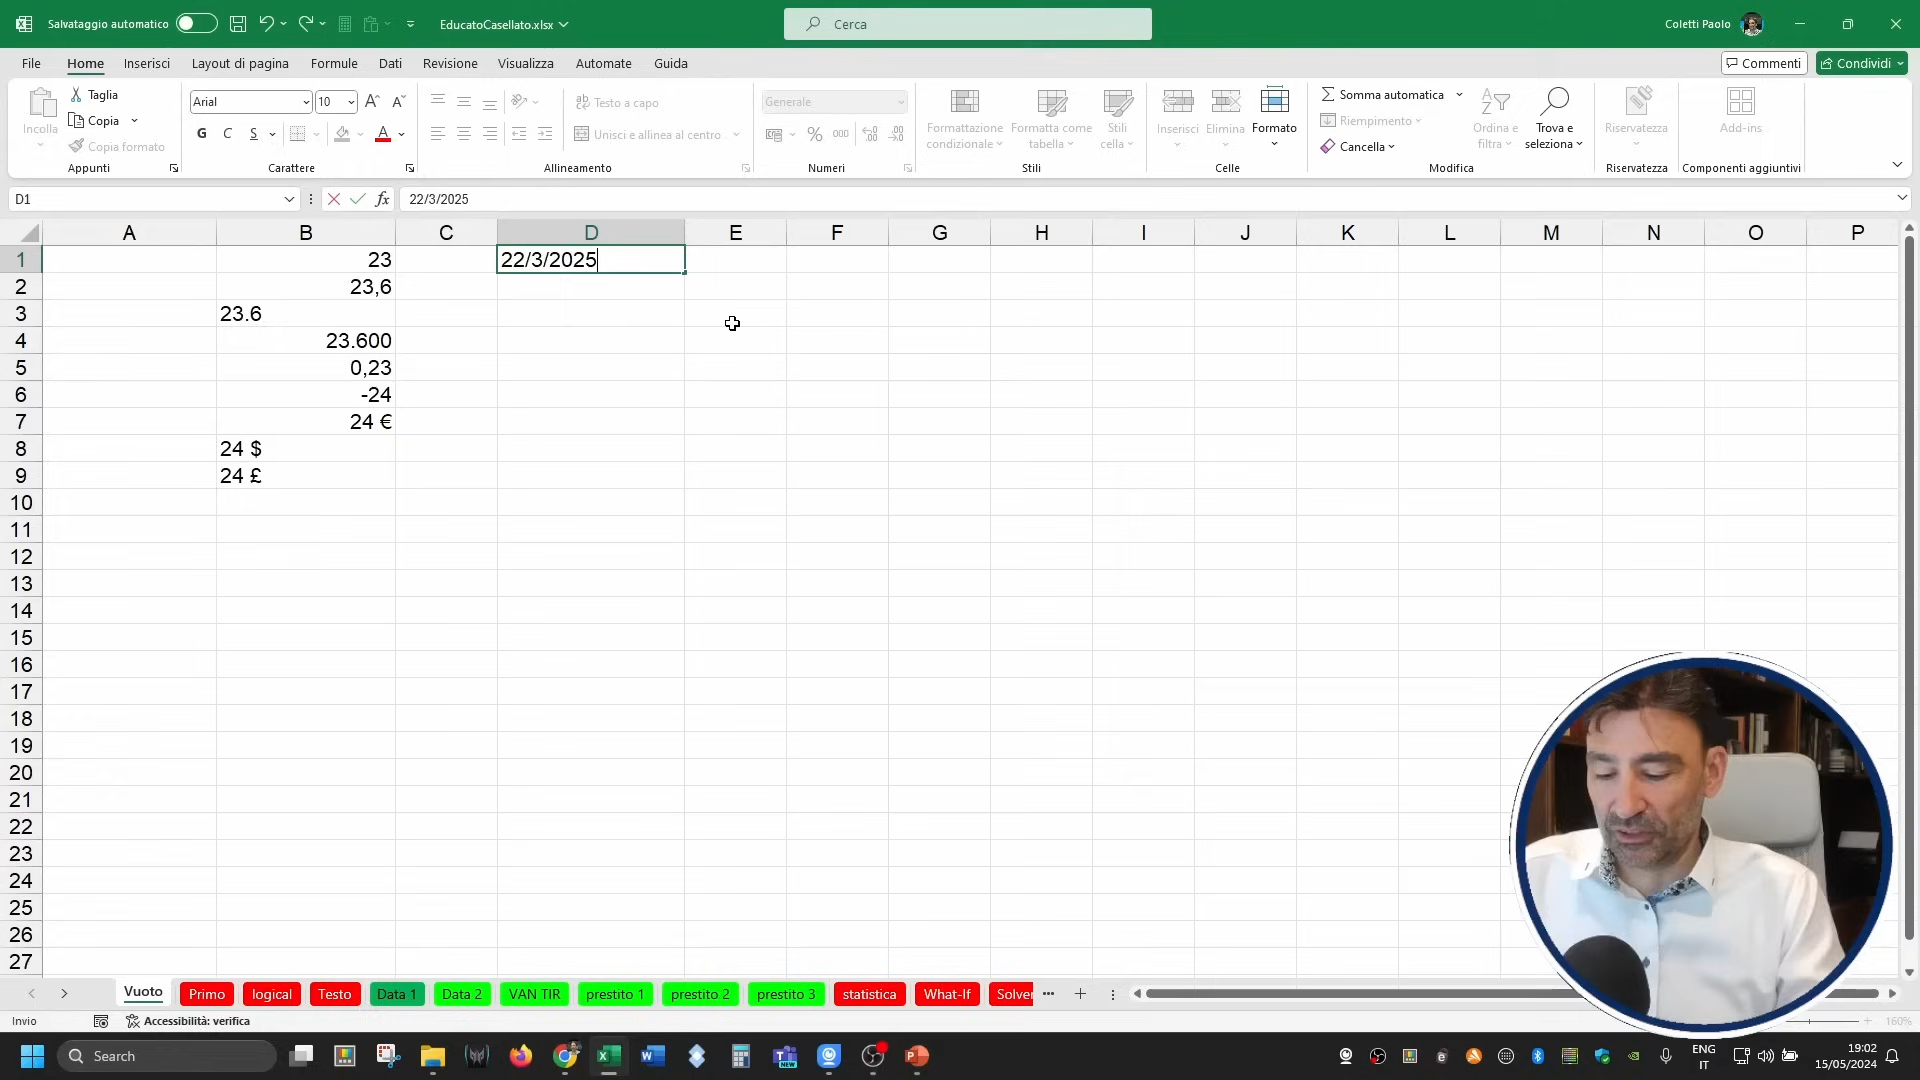 Salvataggio automatico
EducatoCasellato.xlsx
Cerca
Coletti Paolo
File Home Inserisci Layout di pagina Formule Dati Revisione Visualizza Automate Guida
Commenti Condividi
Incolla
Taglia
Copia
Copia formato
Appunti
Arial 10
G C S
Carattere
Testo a capo
Unisci e allinea al centro
Allineamento
Generale
% 000
Numeri
Formattazione condizionale
Formatta come tabella
Stili cella
Stili
Inserisci Elimina Formato
Celle
Somma automatica
Riempimento
Cancella
Ordina e filtri
Trova e seleziona
Modifica
Riservatezza
Riservatezza
Add-ins
Componenti aggiuntivi
D1 fx 22/3/2025
A B C D E F G H I J K L M N O P
1 23 22/3/2025
2 23,6
3 23.6
4 23.600
5 0,23
6 -24
7 24 €
8 24 $
9 24 £
10
11
12
13
14
15
16
17
18
19
20
21
22
23
24
25
26
27
Vuoto Primo logical Testo Data 1 Data 2 VAN TIR prestito 1 prestito 2 prestito 3 statistica What-If Solver
Invio Accessibilità: verifica 160%
Search
ENG
IT
19:02
15/05/2024